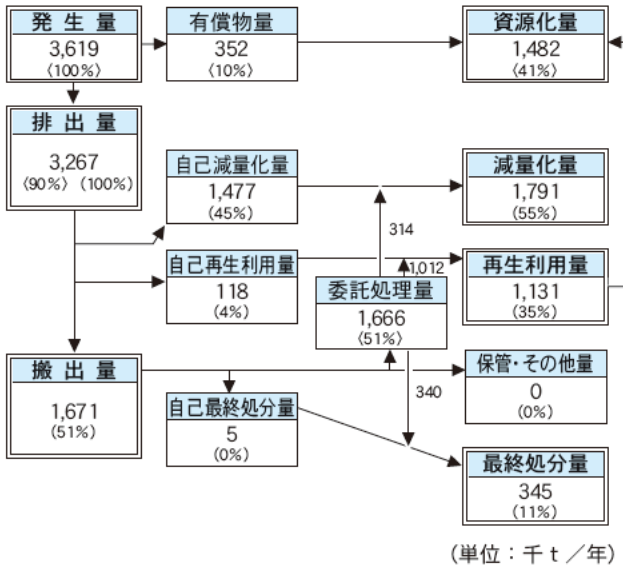 発生量
3,619
〈100%〉
有償物量
352
〈10%〉
資源化量
1,482
〈41%〉
排出量
3,267
〈90%〉(100%)
自己減量化量
1,477
(45%)
減量化量
1,791
(55%)
314
自己再生利用量
118
(4%)
1,012
委託処理量
1,666
〈51%〉
再生利用量
1,131
(35%)
搬出量
1,671
(51%)
340
保管・その他量
0
(0%)
自己最終処分量
5
(0%)
最終処分量
345
(11%)
(単位:千t/年)